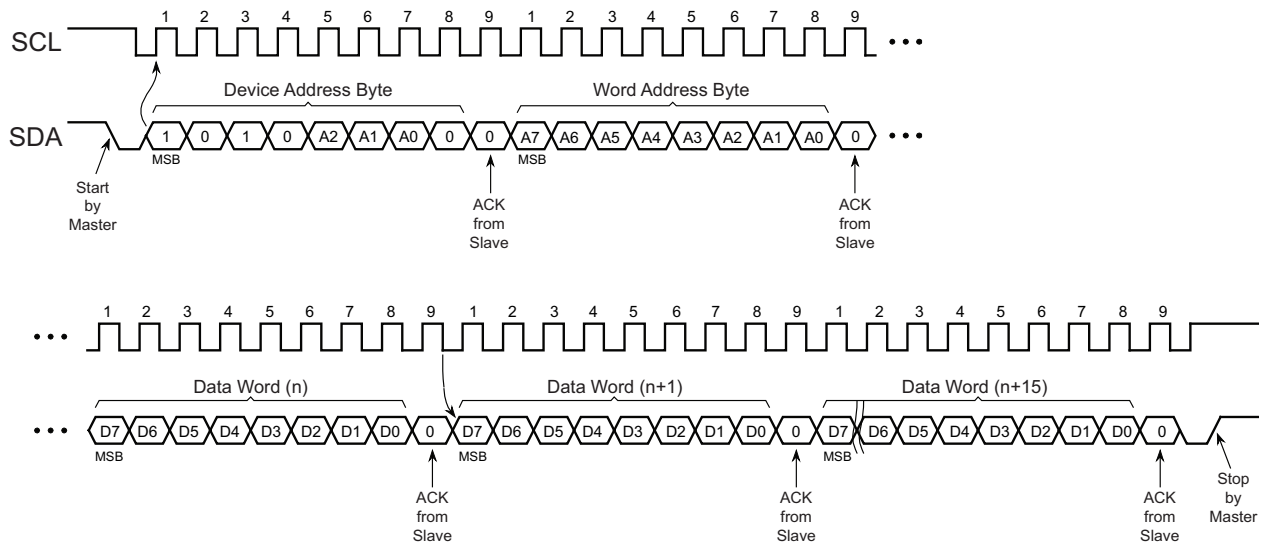 1 2 3 4 5 6 7 8 9 1 2 3 4 5 6 7 8 9
SCL
Device Address Byte Word Address Byte
SDA 1 0 1 0 A2 A1 A0 0 0 A7 A6 A5 A4 A3 A2 A1 A0 0
MSB MSB
Start
by
Master
ACK
from
Slave
ACK
from
Slave
1 2 3 4 5 6 7 8 9 1 2 3 4 5 6 7 8 9 1 2 3 4 5 6 7 8 9
Data Word (n) Data Word (n+1) Data Word (n+15)
D7 D6 D5 D4 D3 D2 D1 D0 0 D7 D6 D5 D4 D3 D2 D1 D0 0 D7 D6 D5 D4 D3 D2 D1 D0 0
MSB MSB MSB
ACK
from
Slave
ACK
from
Slave
ACK
from
Slave
Stop
by
Master